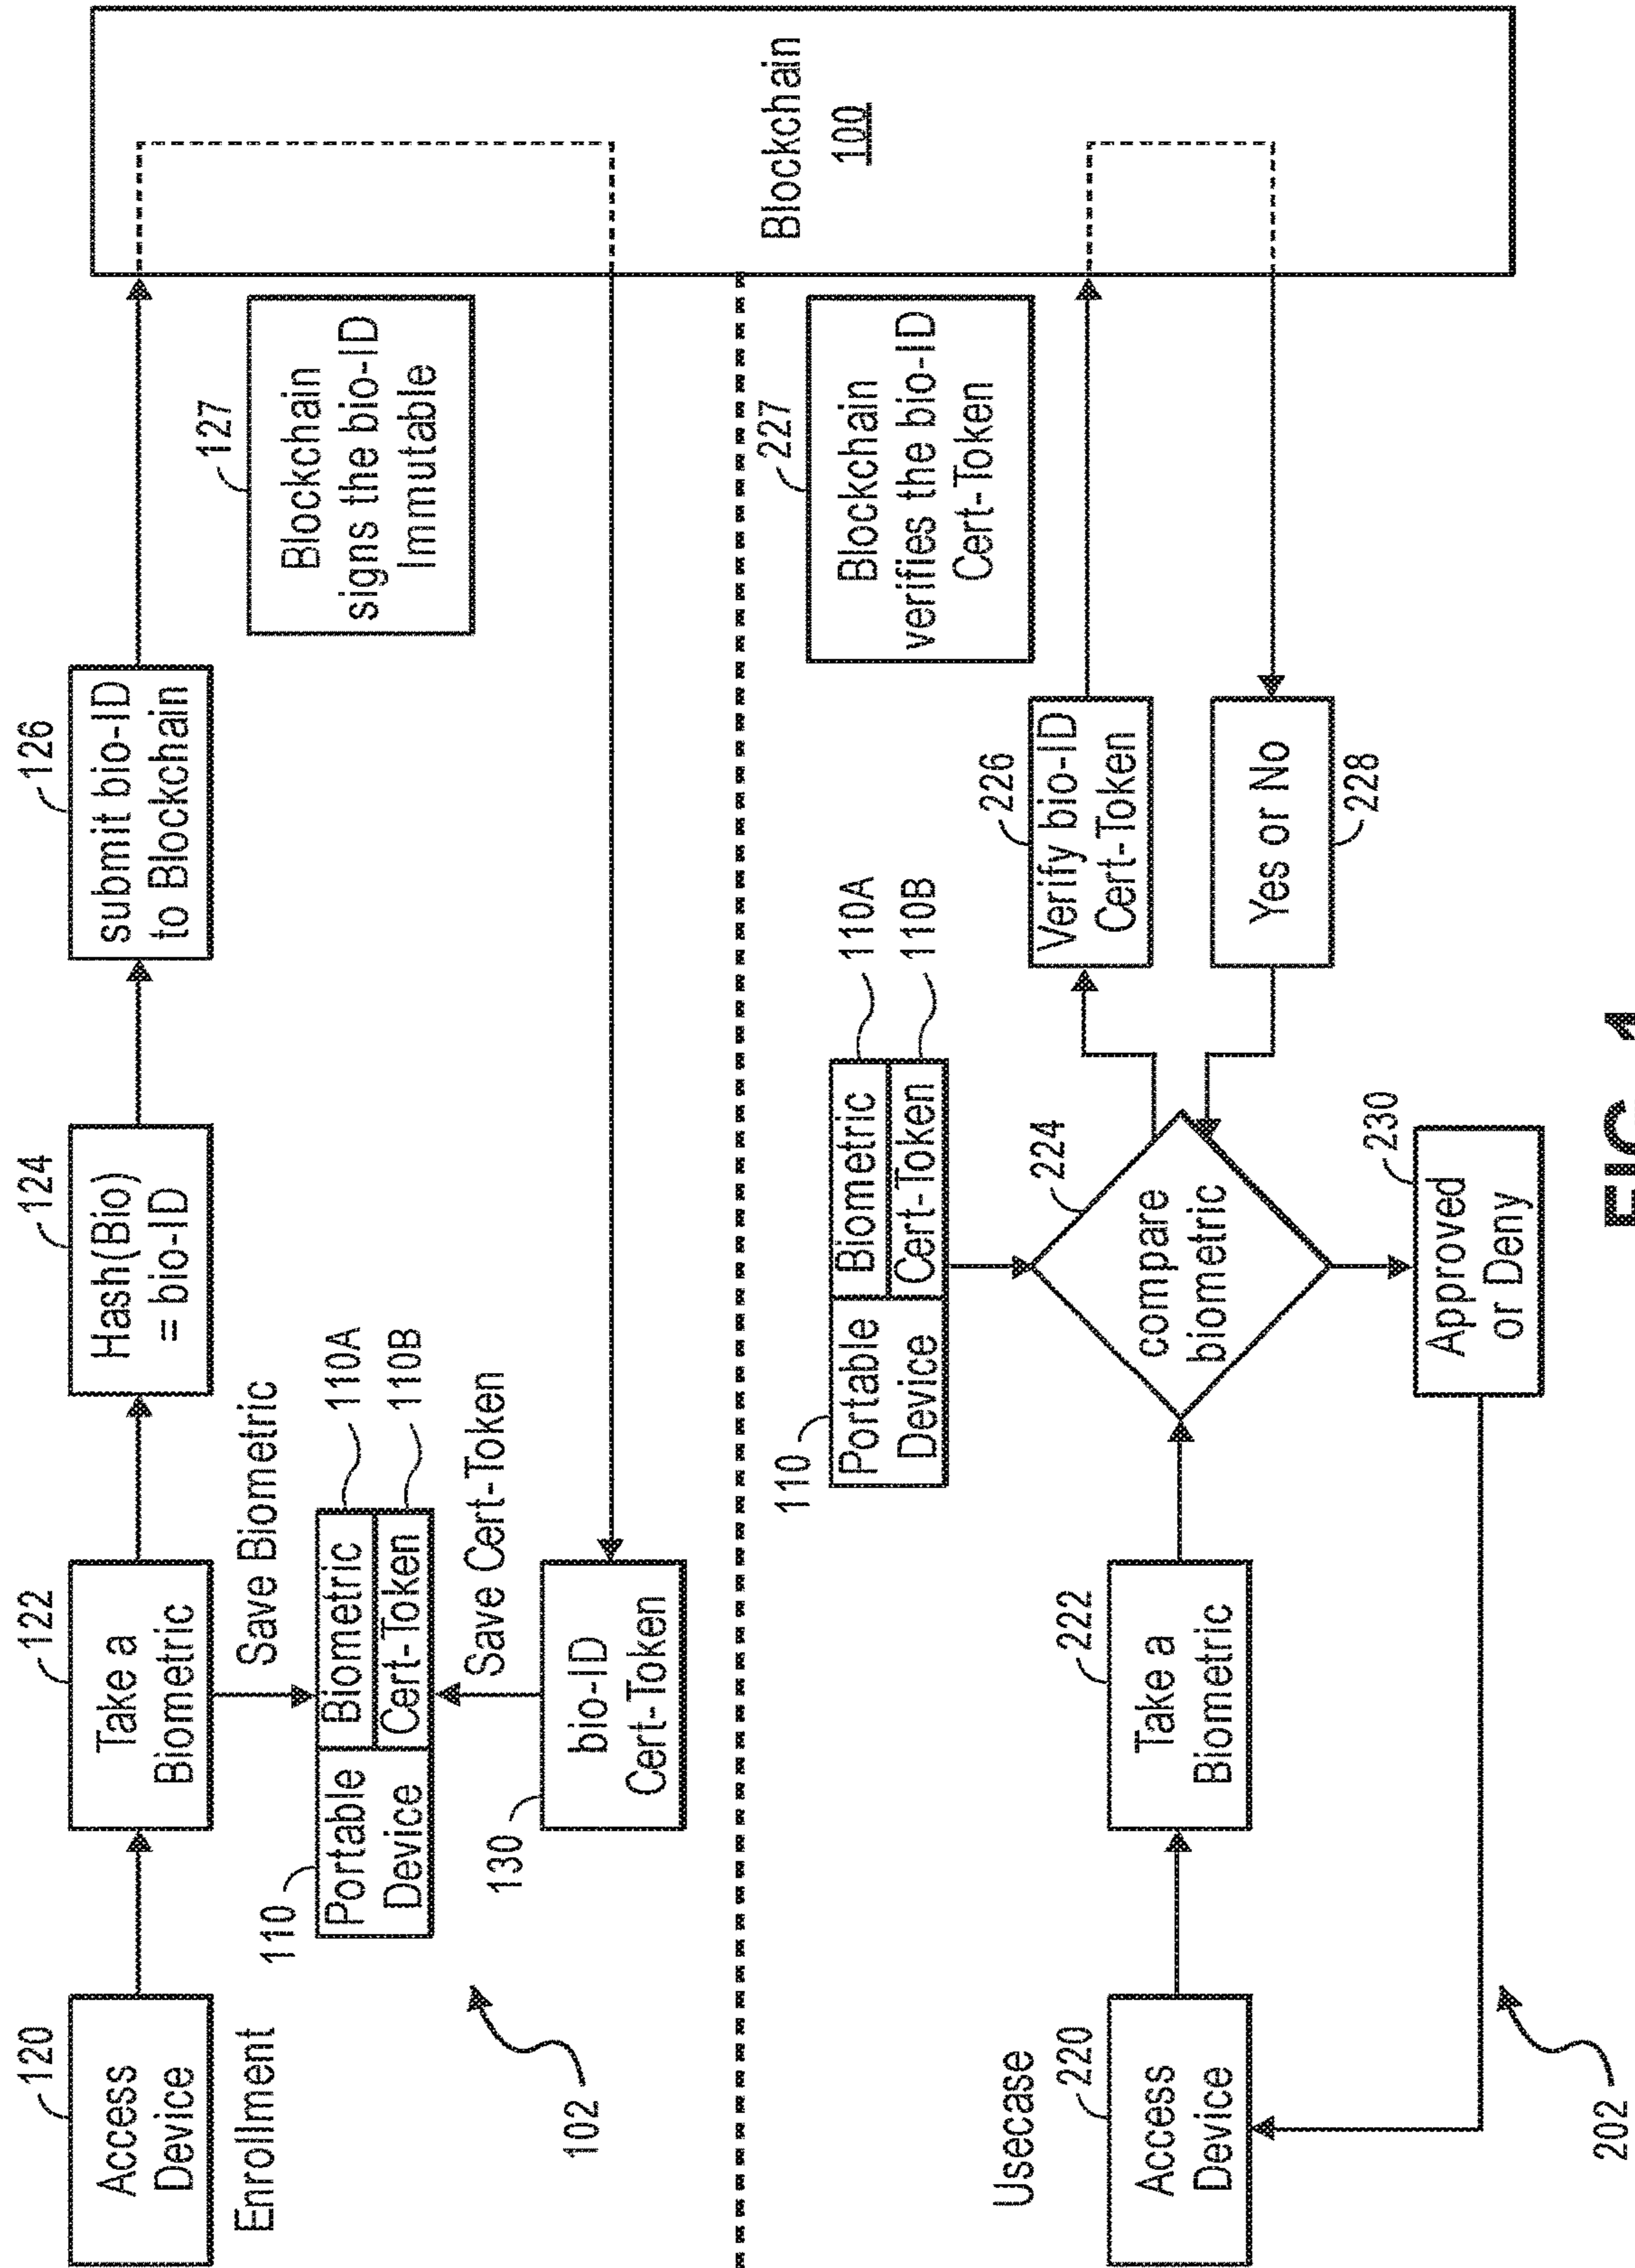 120
Access
Device
Enrollment
122
Take a
Biometric
124
Hash(Bio)
= bio-ID
126
submit bio-ID
to Blockchain
Save Biometric
110
Portable
Device
Biometric
Cert-Token
110A
110B
Save Cert-Token
130
bio-ID
Cert-Token
102
127
Blockchain
signs the bio-ID
Immutable
Blockchain
100
Usecase
220
Access
Device
222
Take a
Biometric
110
Portable
Device
Biometric
Cert-Token
110A
110B
224
compare
biometric
226
Verify bio-ID
Cert-Token
227
Blockchain
verifies the bio-ID
Cert-Token
Yes or No
228
230
Approved
or Deny
202
FIG. 1